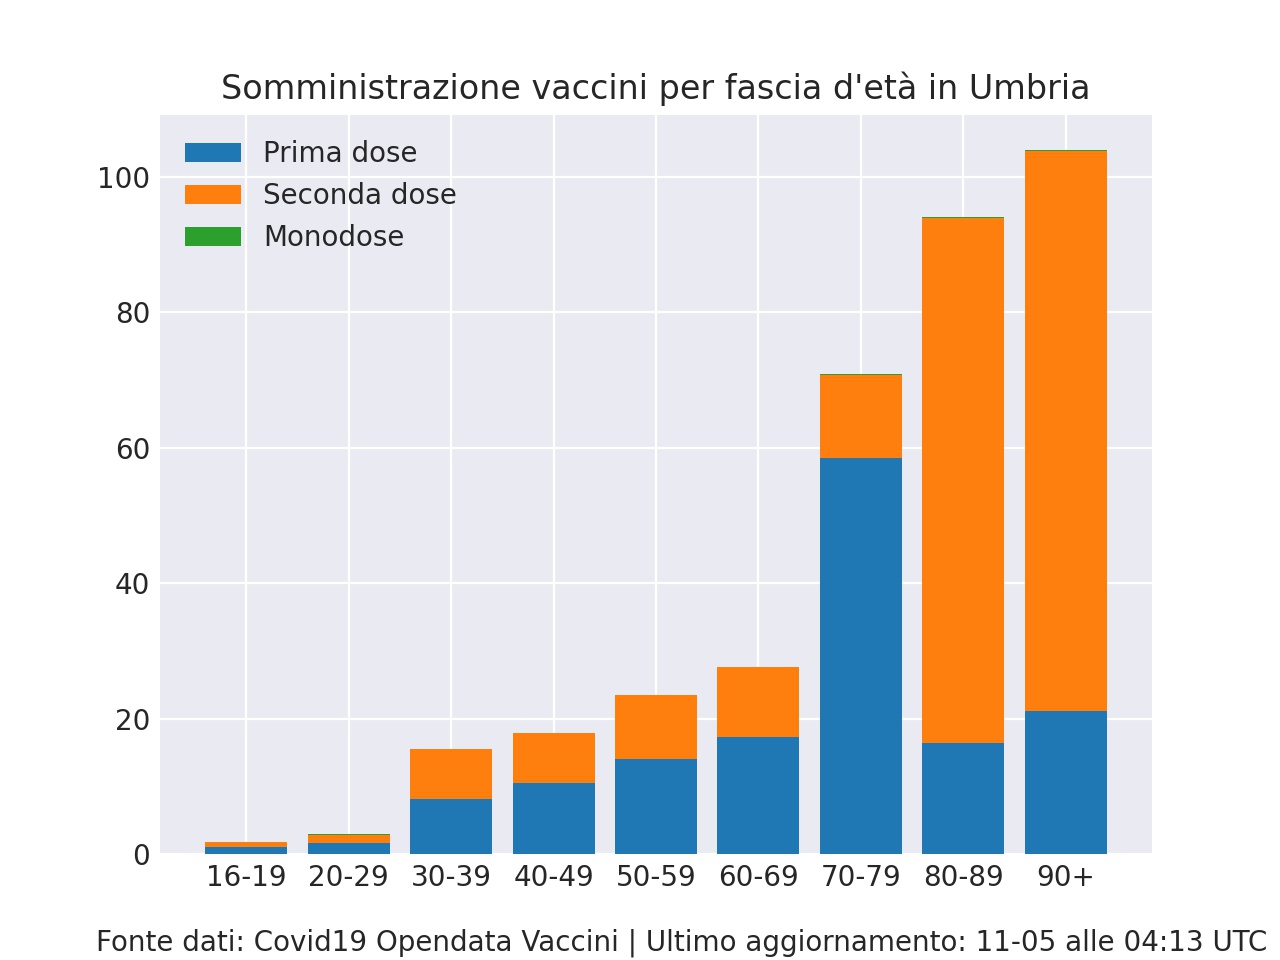 Somministrazione vaccini per fascia d'età in Umbria
Prima dose
Seconda dose
Monodose
100
80
60
40
20
0
16-19 20-29 30-39 40-49 50-59 60-69 70-79 80-89 90+
Fonte dati: Covid19 Opendata Vaccini | Ultimo aggiornamento: 11-05 alle 04:13 UTC